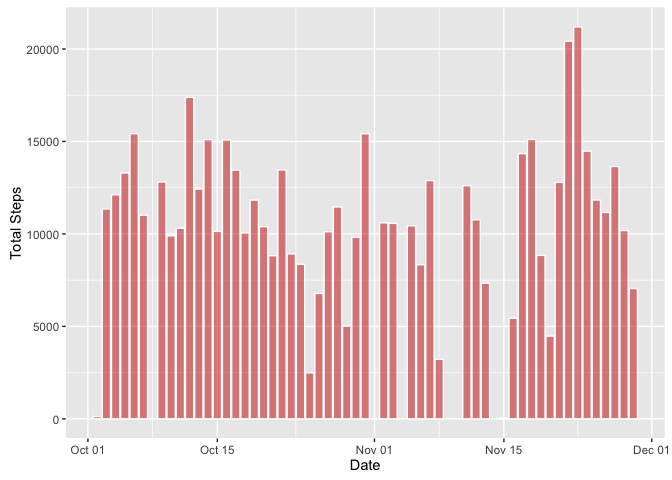 20000
15000
10000
5000
0
Total Steps
Oct 01
Oct 15
Nov 01
Nov 15
Dec 01
Date